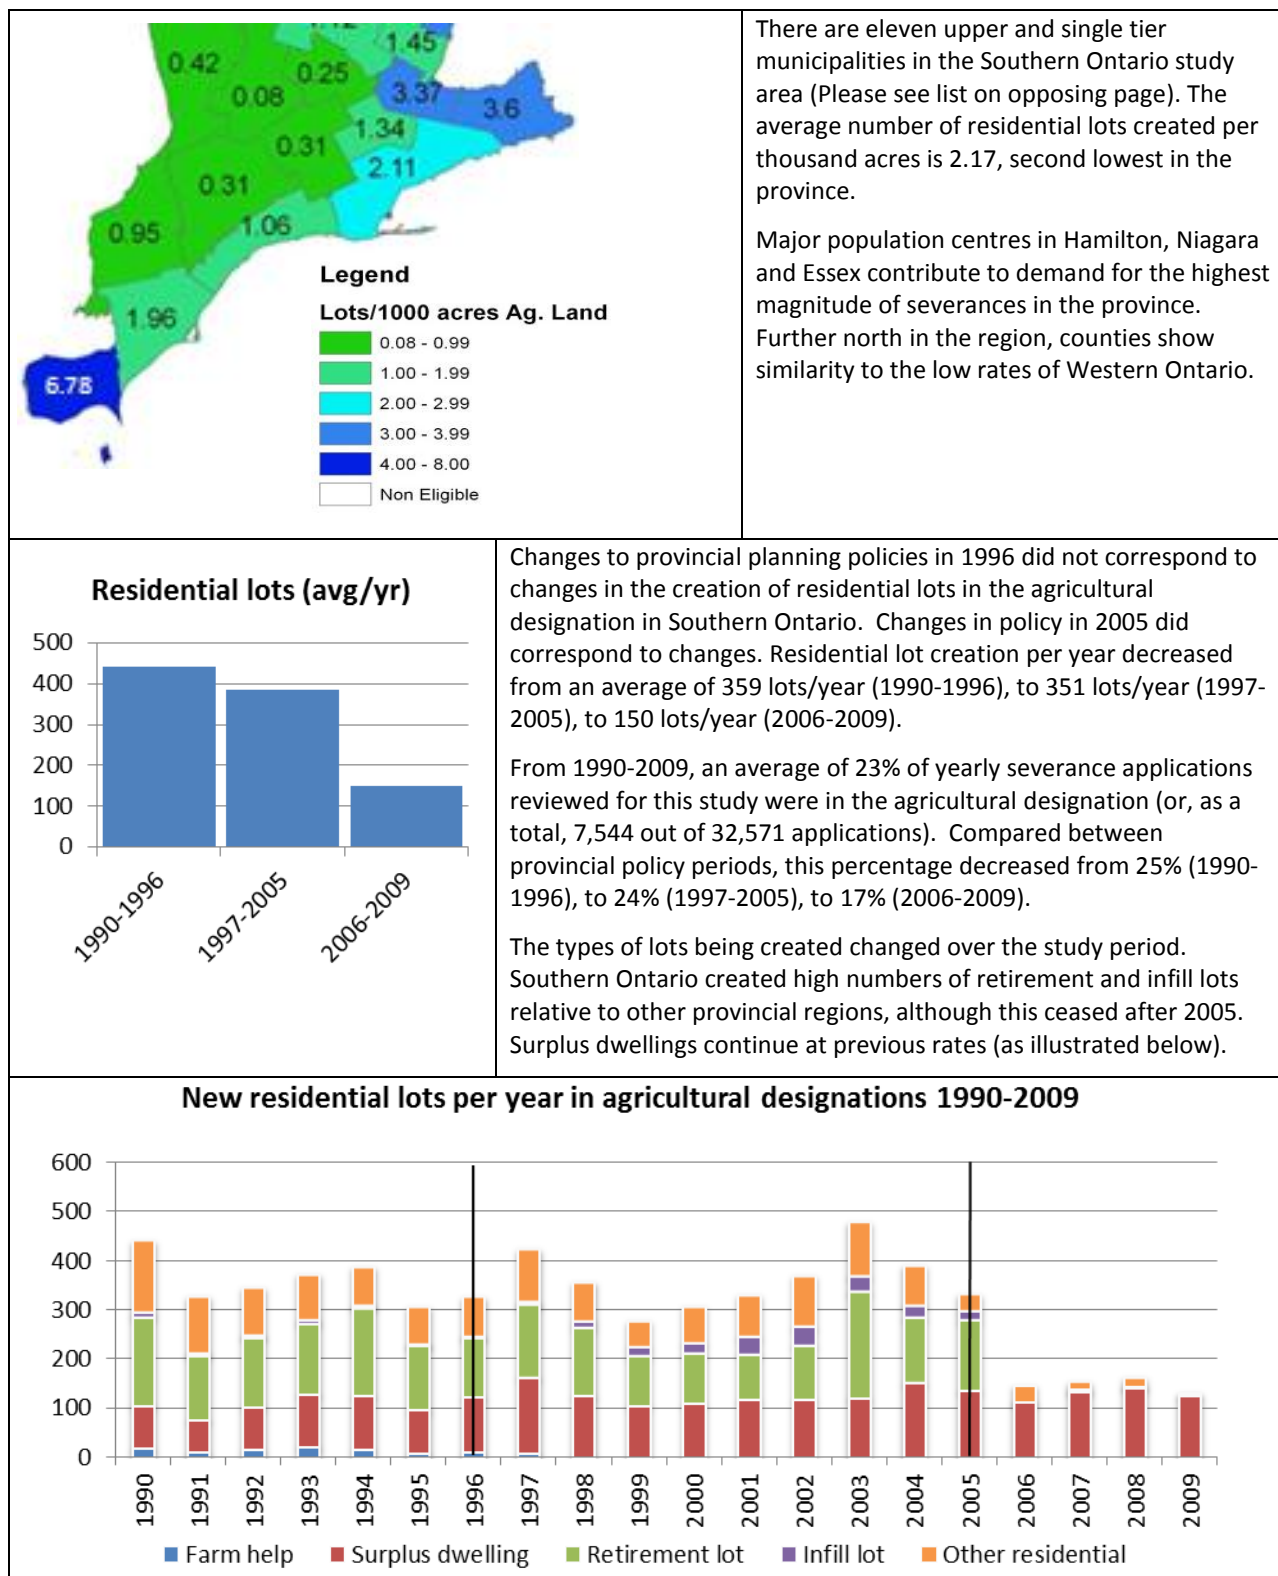 1.12
1.45
0.42
0.25
0.08
3.37
3.6
1.34
0.31
2.11
0.31
1.06
0.95
1.96
6.78
Legend
Lots/1000 acres Ag. Land
0.08 - 0.99
1.00 - 1.99
2.00 - 2.99
3.00 - 3.99
4.00 - 8.00
Non Eligible
There are eleven upper and single tier
municipalities in the Southern Ontario study
area (Please see list on opposing page). The
average number of residential lots created per
thousand acres is 2.17, second lowest in the
province.
Major population centres in Hamilton, Niagara
and Essex contribute to demand for the highest
magnitude of severances in the province.
Further north in the region, counties show
similarity to the low rates of Western Ontario.
Residential lots (avg/yr)
500
400
300
200
100
0
1990-1996
1997-2005
2006-2009
Changes to provincial planning policies in 1996 did not correspond to
changes in the creation of residential lots in the agricultural
designation in Southern Ontario.  Changes in policy in 2005 did
correspond to changes. Residential lot creation per year decreased
from an average of 359 lots/year (1990-1996), to 351 lots/year (1997-
2005), to 150 lots/year (2006-2009).
From 1990-2009, an average of 23% of yearly severance applications
reviewed for this study were in the agricultural designation (or, as a
total, 7,544 out of 32,571 applications).  Compared between
provincial policy periods, this percentage decreased from 25% (1990-
1996), to 24% (1997-2005), to 17% (2006-2009).
The types of lots being created changed over the study period.
Southern Ontario created high numbers of retirement and infill lots
relative to other provincial regions, although this ceased after 2005.
Surplus dwellings continue at previous rates (as illustrated below).
New residential lots per year in agricultural designations 1990-2009
600
500
400
300
200
100
0
1990
1991
1992
1993
1994
1995
1996
1997
1998
1999
2000
2001
2002
2003
2004
2005
2006
2007
2008
2009
Farm help
Surplus dwelling
Retirement lot
Infill lot
Other residential